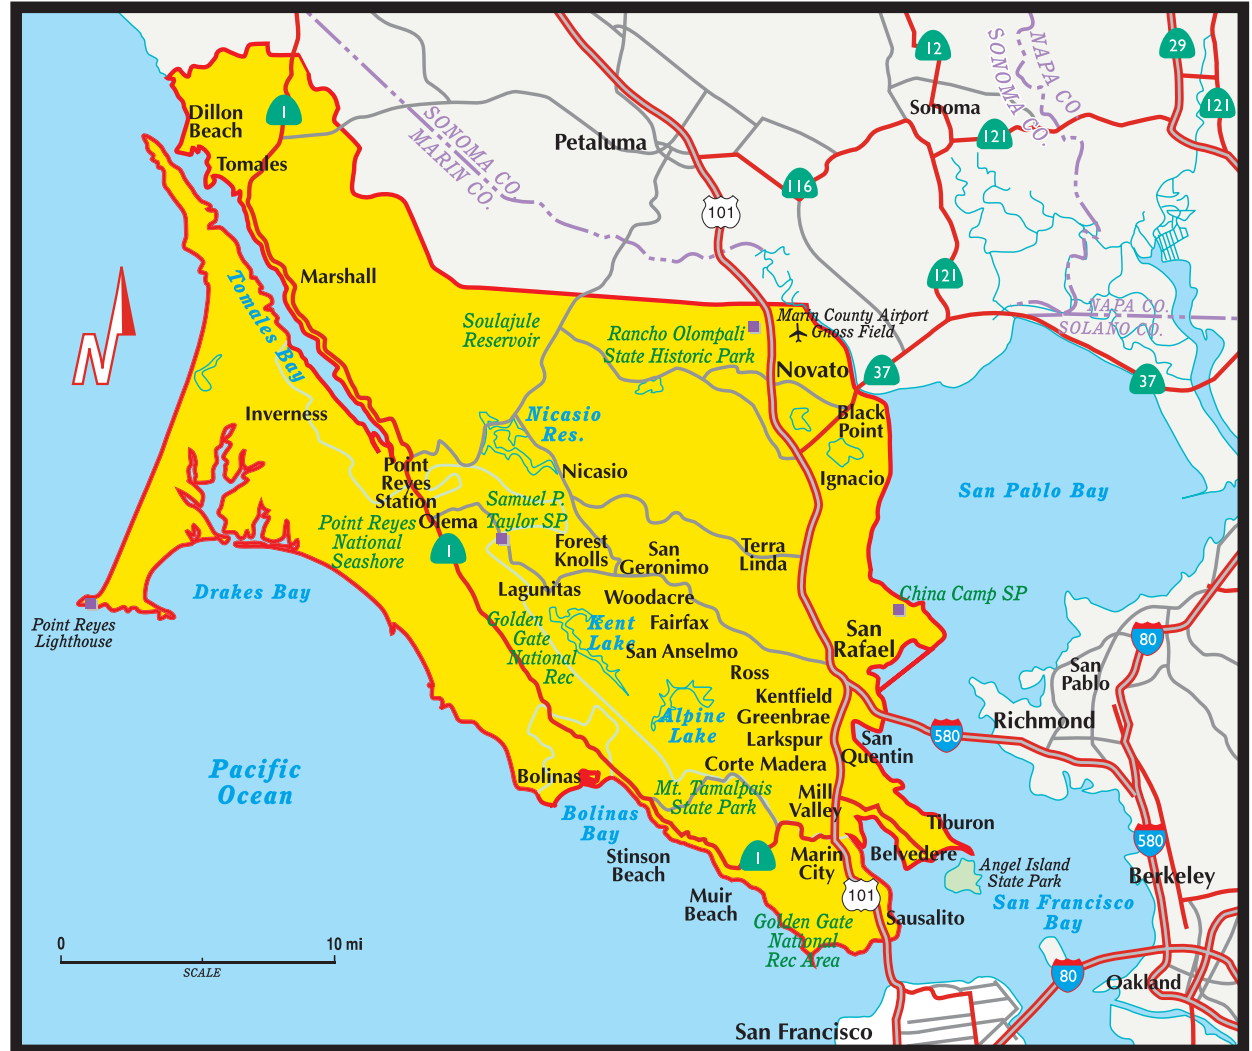 12
29
121
NAPA CO.
SONOMA CO.
Sonoma
121
Dillon
Beach
1
SONOMA CO.
MARIN CO.
Petaluma
Tomales
116
101
121
Marshall
Tomales Bay
N
NAPA CO.
SOLANO CO.
Marin County Airport
Gnoss Field
Soulajule
Reservoir
Rancho Olompali
State Historic Park
Novato
37
37
Inverness
Nicasio
Res.
Black
Point
Nicasio
Ignacio
San Pablo Bay
Point
Reyes
Station
Samuel P.
Taylor SP
Olema
Point Reyes
National
Seashore
1
Forest
Knolls
San
Geronimo
Terra
Linda
Drakes Bay
Lagunitas
Woodacre
China Camp SP
Point Reyes
Lighthouse
Golden
Gate
National
Rec
Kent
Lake
Fairfax
San Anselmo
San
Rafael
80
Ross
San
Pablo
Kentfield
Greenbrae
Larkspur
Corte Madera
Alpine
Lake
San
Quentin
580
Richmond
Pacific
Ocean
Bolinas
Mt. Tamalpais
State Park
Mill
Valley
Bolinas
Bay
Tiburon
580
Stinson
Beach
1
Marin
City
Belvedere
Angel Island
State Park
Berkeley
Muir
Beach
101
San Francisco
Bay
Golden Gate
National
Rec Area
Sausalito
0
10 mi
SCALE
80
Oakland
San Francisco